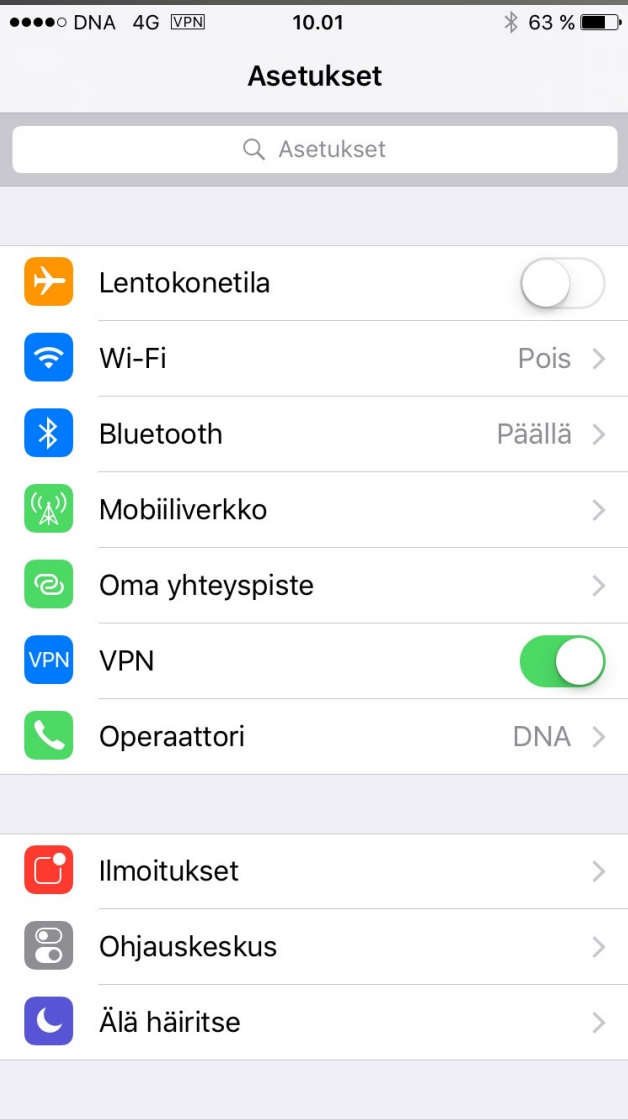 DNA 4G VPN 10.01 63 %
Asetukset
Asetukset
Lentokonetila
Wi-Fi Pois
Bluetooth Päällä
Mobiiliverkko
Oma yhteyspiste
VPN VPN
Operaattori DNA
Ilmoitukset
Ohjauskeskus
Älä häiritse